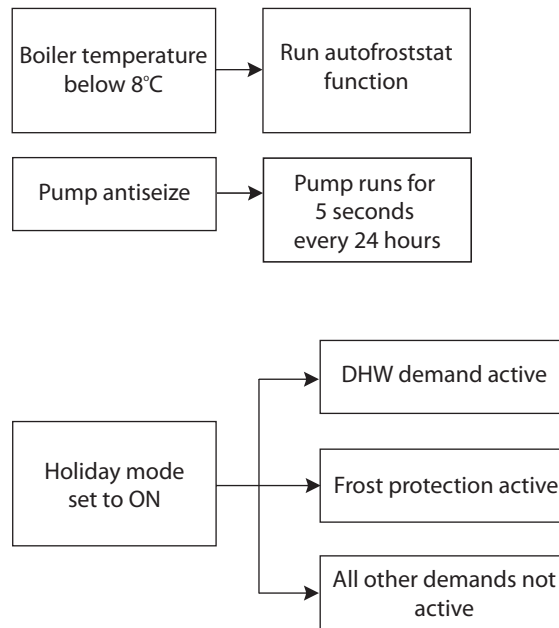 Boiler temperature
below 8°C
Run autofroststat
function
Pump antiseize
Pump runs for
5 seconds
every 24 hours
Holiday mode
set to ON
DHW demand active
Frost protection active
All other demands not
active